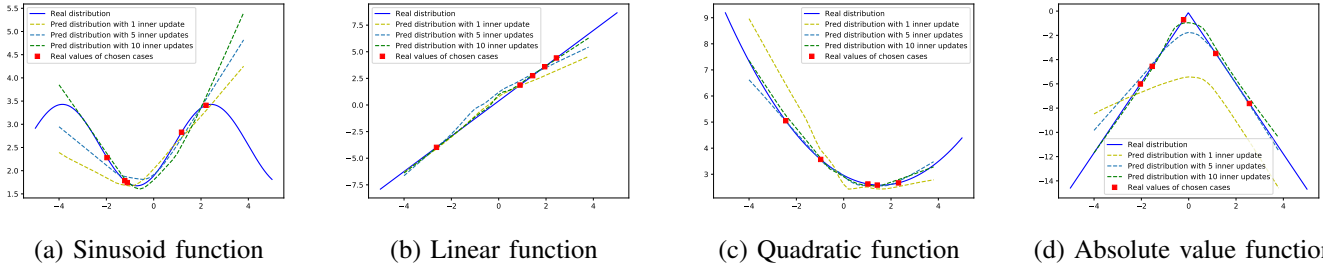 5.5
5.0
4.5
4.0
3.5
3.0
2.5
2.0
1.5
Real distribution
Pred distribution with 1 inner update
Pred distribution with 5 inner updates
Pred distribution with 10 inner updates
Real values of chosen cases
−4 −2 0 2 4
(a) Sinusoid function
7.5
5.0
2.5
0.0
−2.5
−5.0
−7.5
Real distribution
Pred distribution with 1 inner update
Pred distribution with 5 inner updates
Pred distribution with 10 inner updates
Real values of chosen cases
−4 −2 0 2 4
(b) Linear function
9
8
7
6
5
4
3
Real distribution
Pred distribution with 1 inner update
Pred distribution with 5 inner updates
Pred distribution with 10 inner updates
Real values of chosen cases
−4 −2 0 2 4
(c) Quadratic function
0
−2
−4
−6
−8
−10
−12
−14
Real distribution
Pred distribution with 1 inner update
Pred distribution with 5 inner updates
Pred distribution with 10 inner updates
Real values of chosen cases
−4 −2 0 2 4
(d) Absolute value function